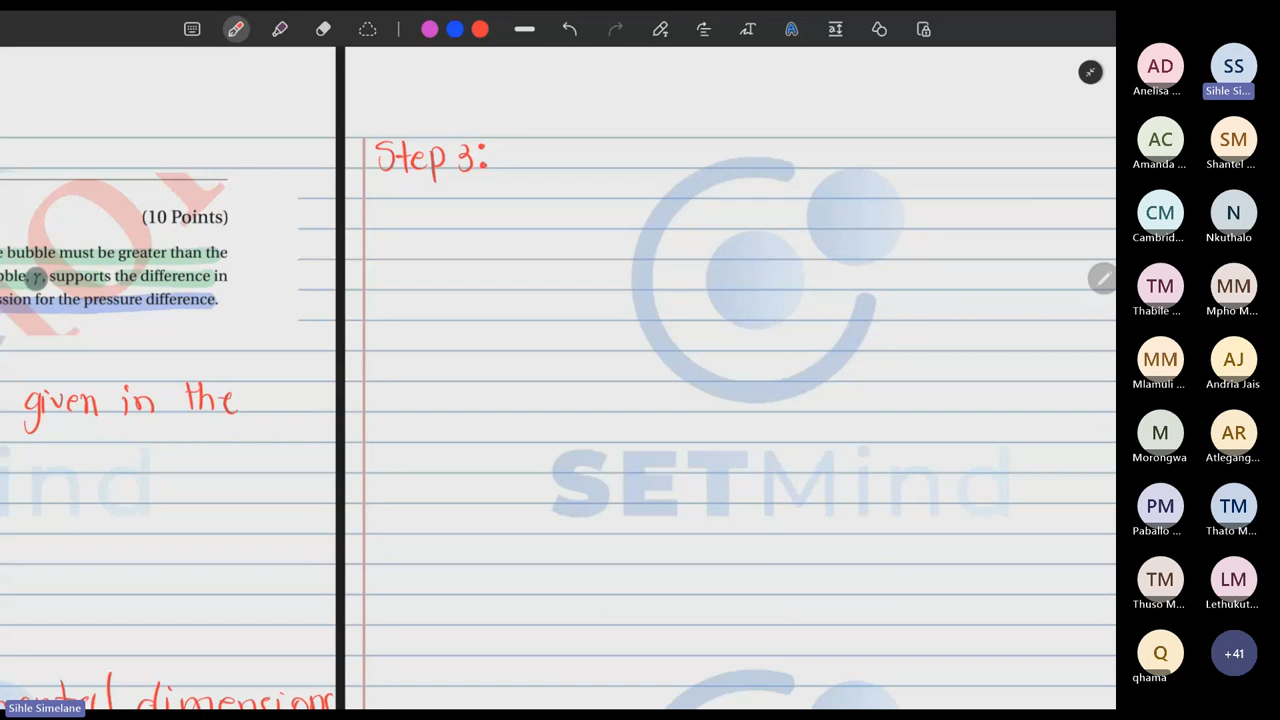 (10 Points)
bubble must be greater than the
γ, supports the difference in
for the pressure difference.
given in the
dimensions
Step 3:
SETMind
AD
Anelisa ...
SS
Sihle Si...
AC
Amanda ...
SM
Shantel ...
CM
Cambrid...
N
Nkuthalo
TM
Thabile ...
MM
Mpho M...
MM
Mlamuli ...
AJ
Andria Jais
M
Morongwa
AR
Atlegang...
PM
Paballo ...
TM
Thato M...
TM
Thuso M...
LM
Lethukut...
Q
qhama
+41
Sihle Simelane